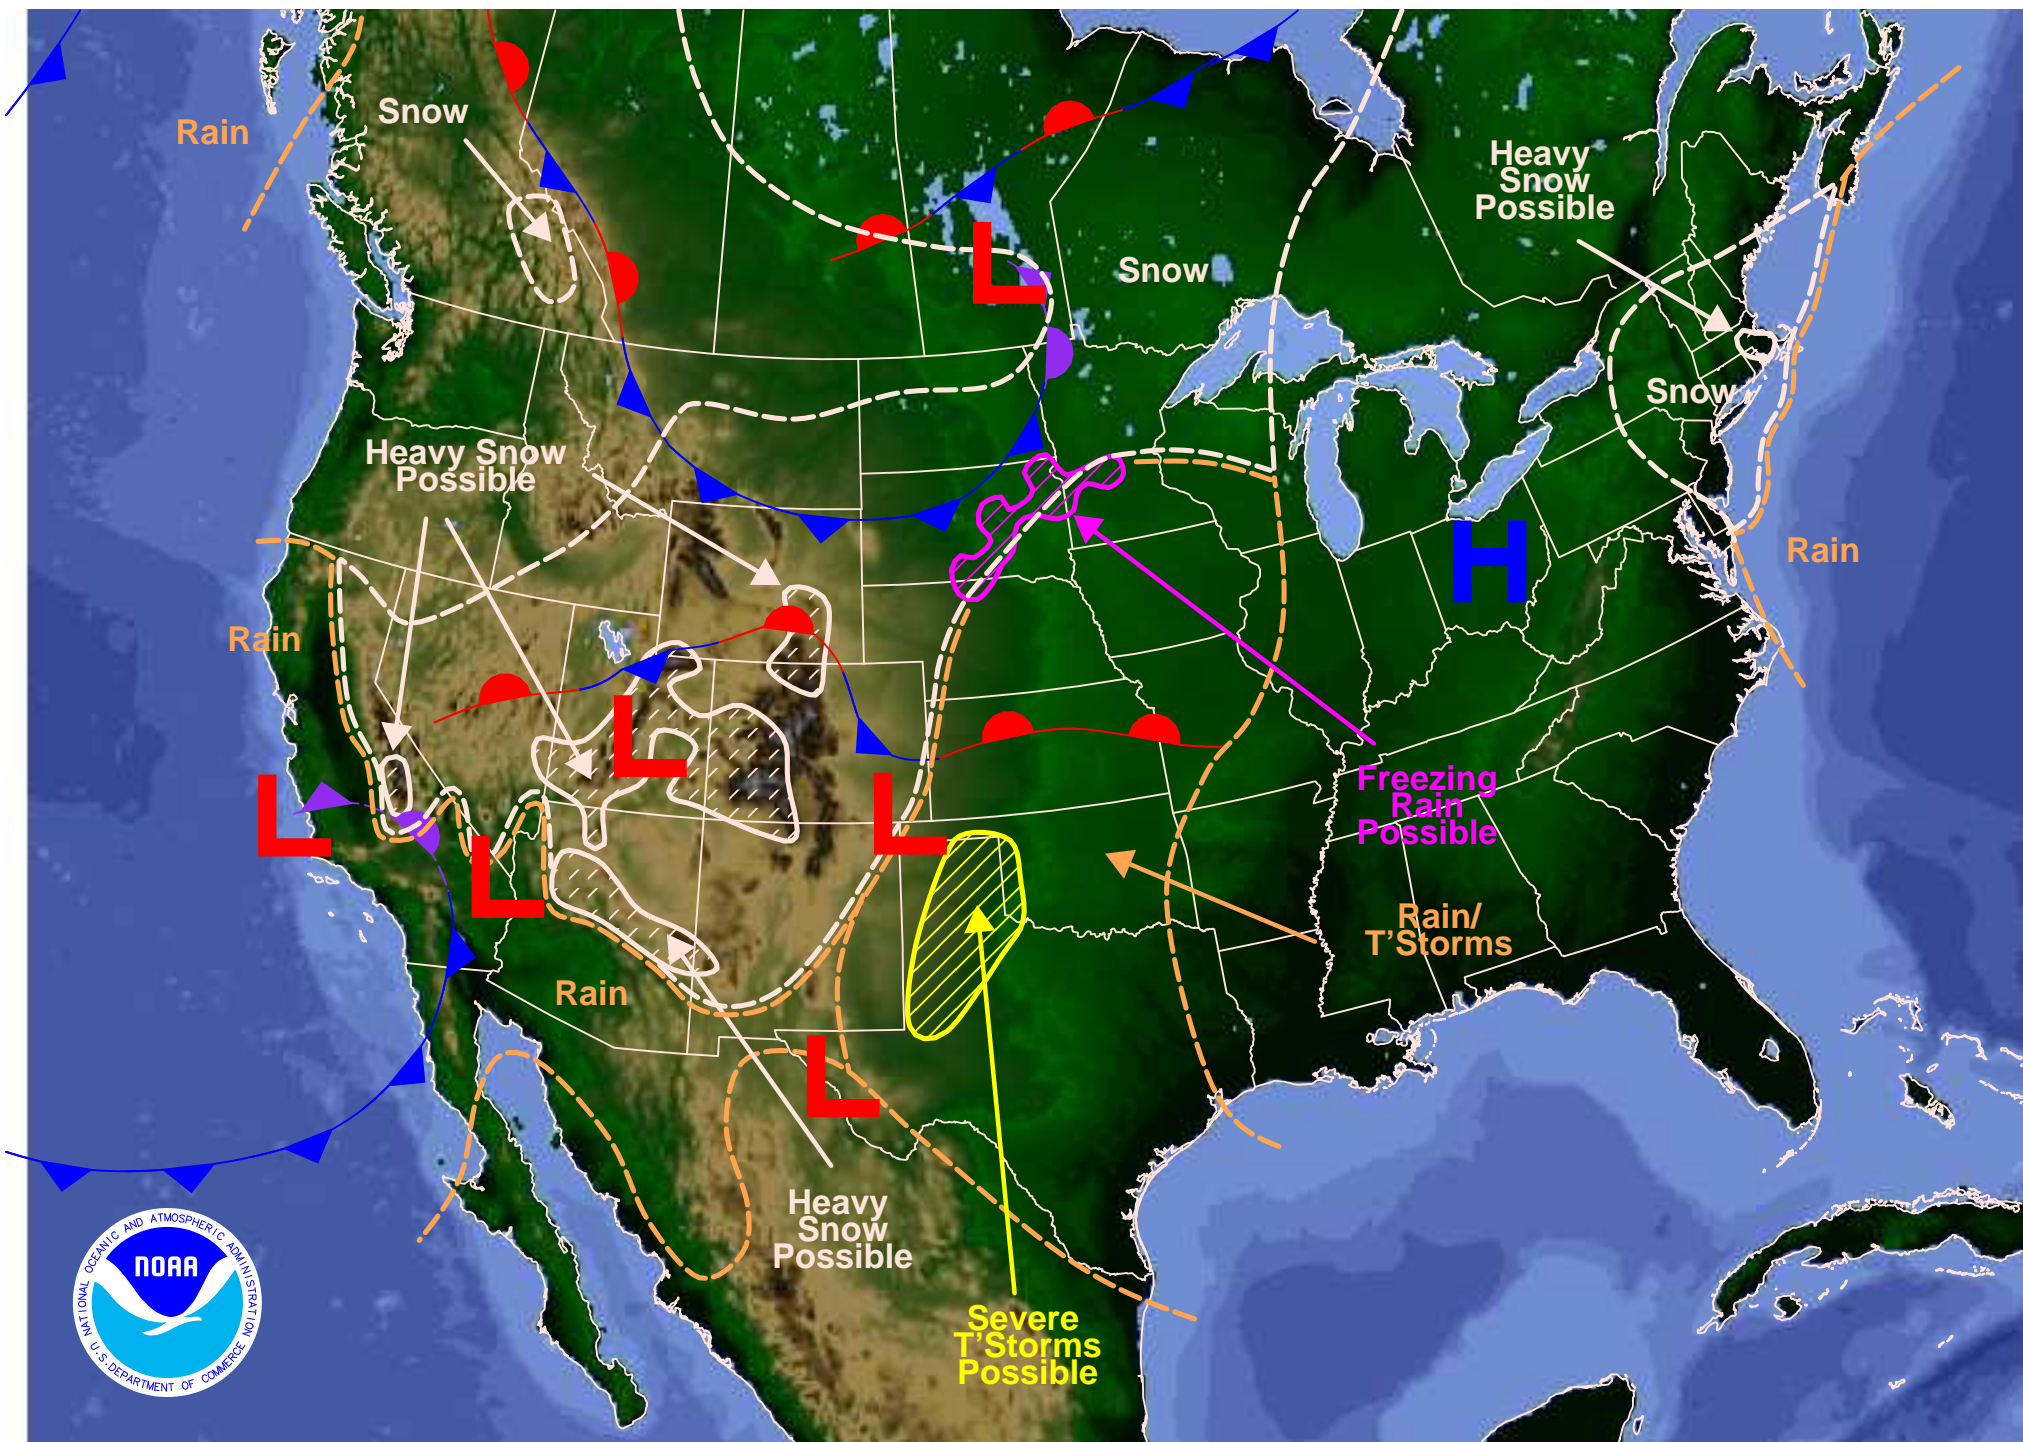 Snow
Rain
Heavy
Snow
Possible
Snow
L
Snow
Heavy Snow
Possible
H
Rain
Rain
L
L
L
L
Freezing
Rain
Possible
Rain/
T'Storms
Rain
L
Heavy
Snow
Possible
Severe
T'Storms
Possible
NATIONAL OCEANIC AND ATMOSPHERIC ADMINISTRATION
NOAA
U.S. DEPARTMENT OF COMMERCE